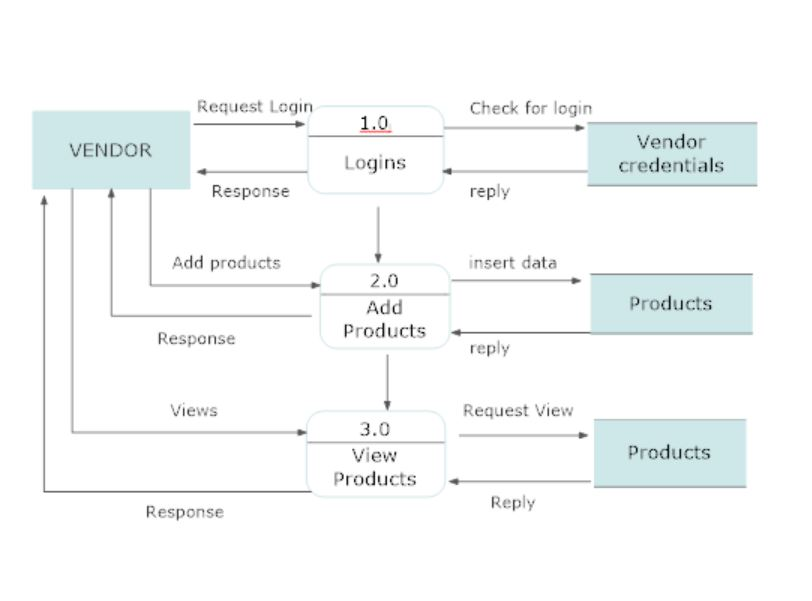 Request Login
1.0
Check for login
VENDOR
Logins
Vendor
credentials
Response
reply
Add products
2.0
insert data
Add
Products
Products
Response
reply
Views
3.0
Request View
View
Products
Products
Response
Reply